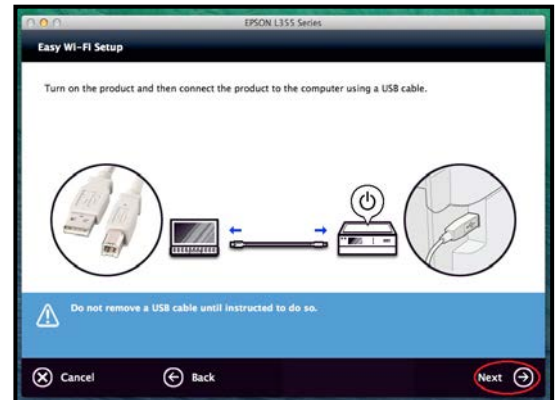 EPSON L355 Series
Easy Wi-Fi Setup
Turn on the product and then connect the product to the computer using a USB cable.
Do not remove a USB cable until instructed to do so.
Cancel
Back
Next